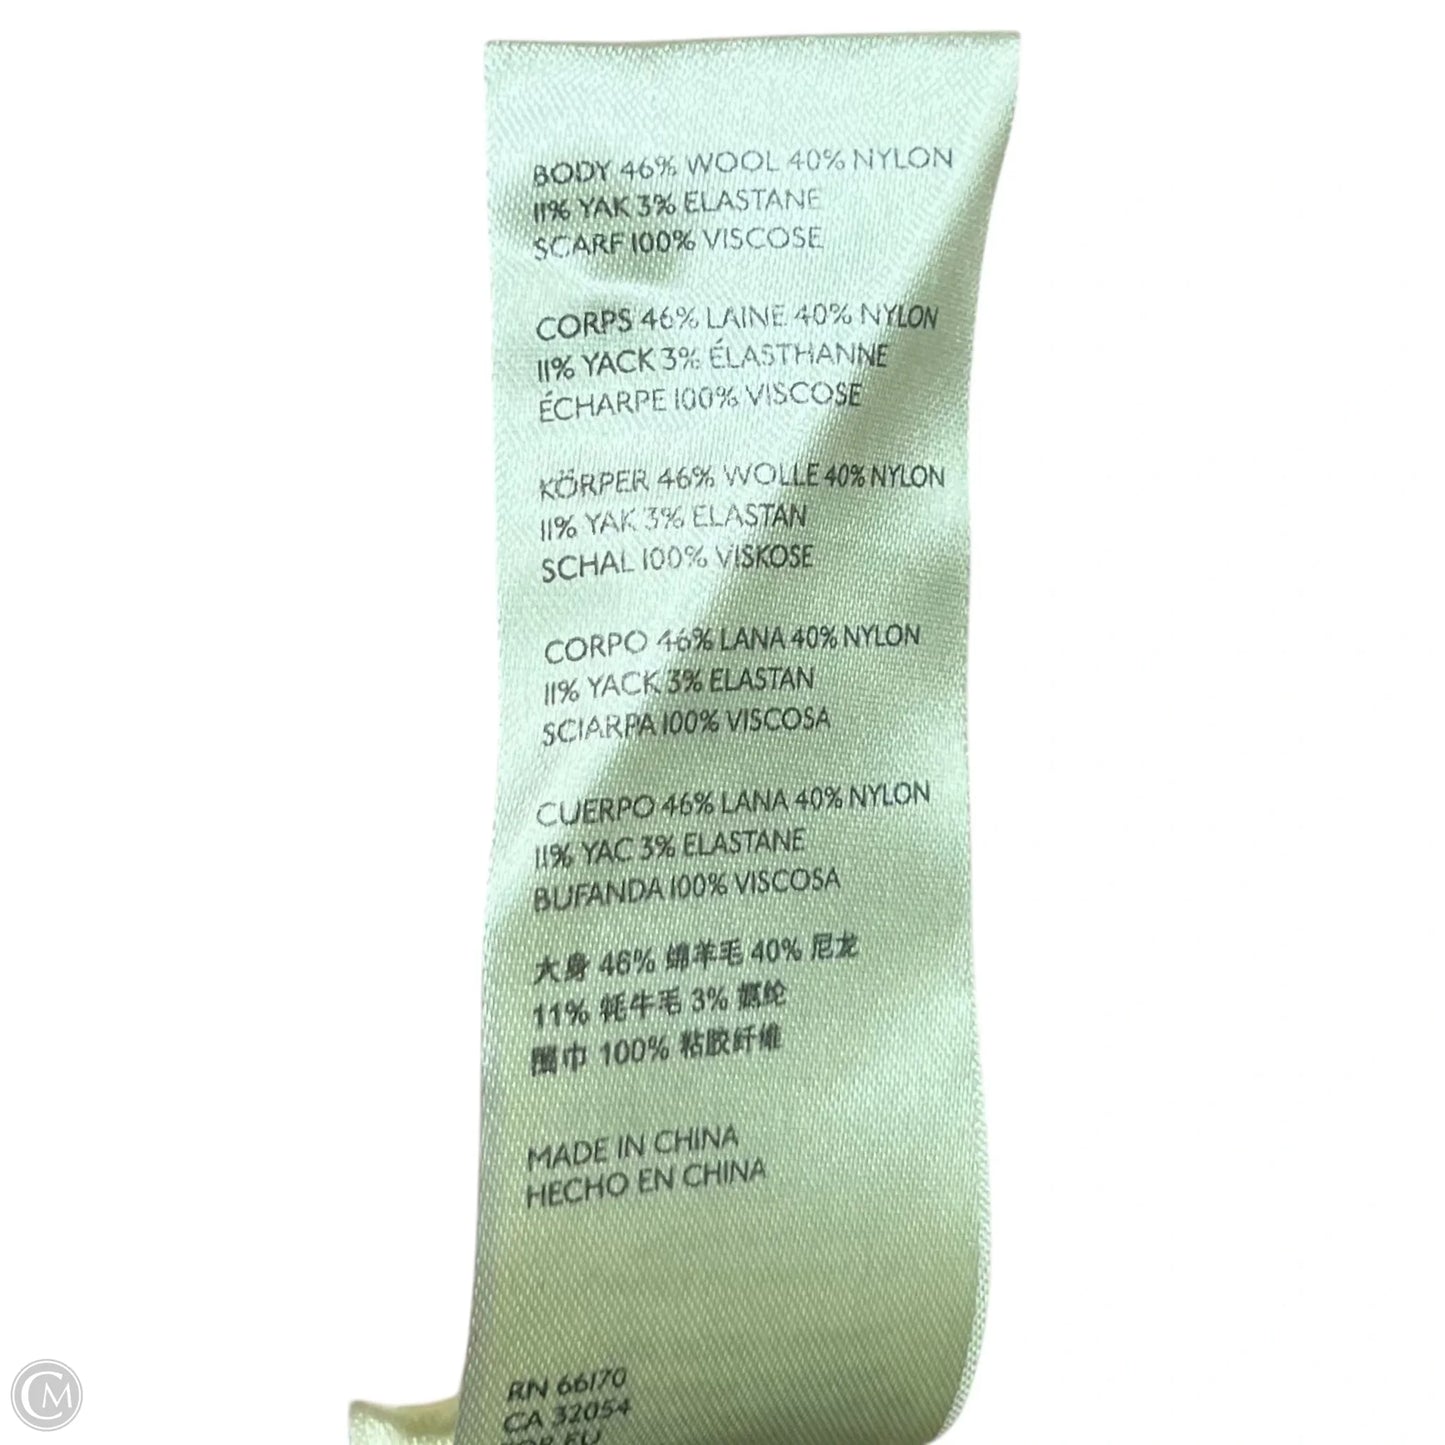 BODY 46% WOOL 40% NYLON
11% YAK 3% ELASTANE
SCARF 100% VISCOSE
CORPS 46% LAINE 40% NYLON
11% YACK 3% ÉLASTHANNE
ÉCHARPE 100% VISCOSE
KÖRPER 46% WOLLE 40% NYLON
11% YAK 3% ELASTAN
SCHAL 100% VISKOSE
CORPO 46% LANA 40% NYLON
11% YACK 3% ELASTAN
SCIARPA 100% VISCOSA
CUERPO 46% LANA 40% NYLON
11% YAC 3% ELASTANE
BUFANDA 100% VISCOSA
大身 46% 绵羊毛 40% 尼龙
11% 牦牛毛 3% 氨纶
围巾 100% 粘胶纤维
MADE IN CHINA
HECHO EN CHINA
RN 66170
CA 32054
FOR EU
CM